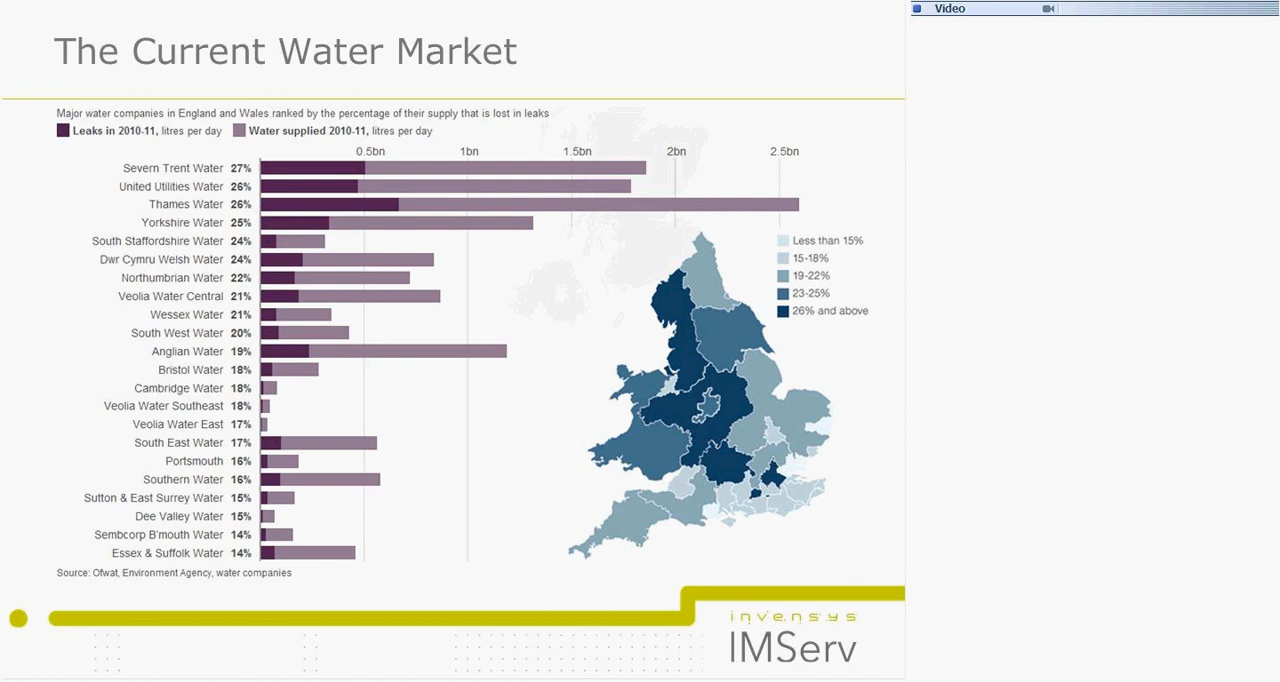 Video
The Current Water Market
Major water companies in England and Wales ranked by the percentage of their supply that is lost in leaks
Leaks in 2010-11, litres per day Water supplied 2010-11, litres per day
0.5bn 1bn 1.5bn 2bn 2.5bn
Severn Trent Water 27%
United Utilities Water 26%
Thames Water 26%
Yorkshire Water 25%
South Staffordshire Water 24%
Dwr Cymru Welsh Water 24%
Northumbrian Water 22%
Veolia Water Central 21%
Wessex Water 21%
South West Water 20%
Anglian Water 19%
Bristol Water 18%
Cambridge Water 18%
Veolia Water Southeast 18%
Veolia Water East 17%
South East Water 17%
Portsmouth 16%
Southern Water 16%
Sutton & East Surrey Water 15%
Dee Valley Water 15%
Sembcorp B'mouth Water 14%
Essex & Suffolk Water 14%
Less than 15%
15-18%
19-22%
23-25%
26% and above
Source: Ofwat, Environment Agency, water companies
invensys
IMServ